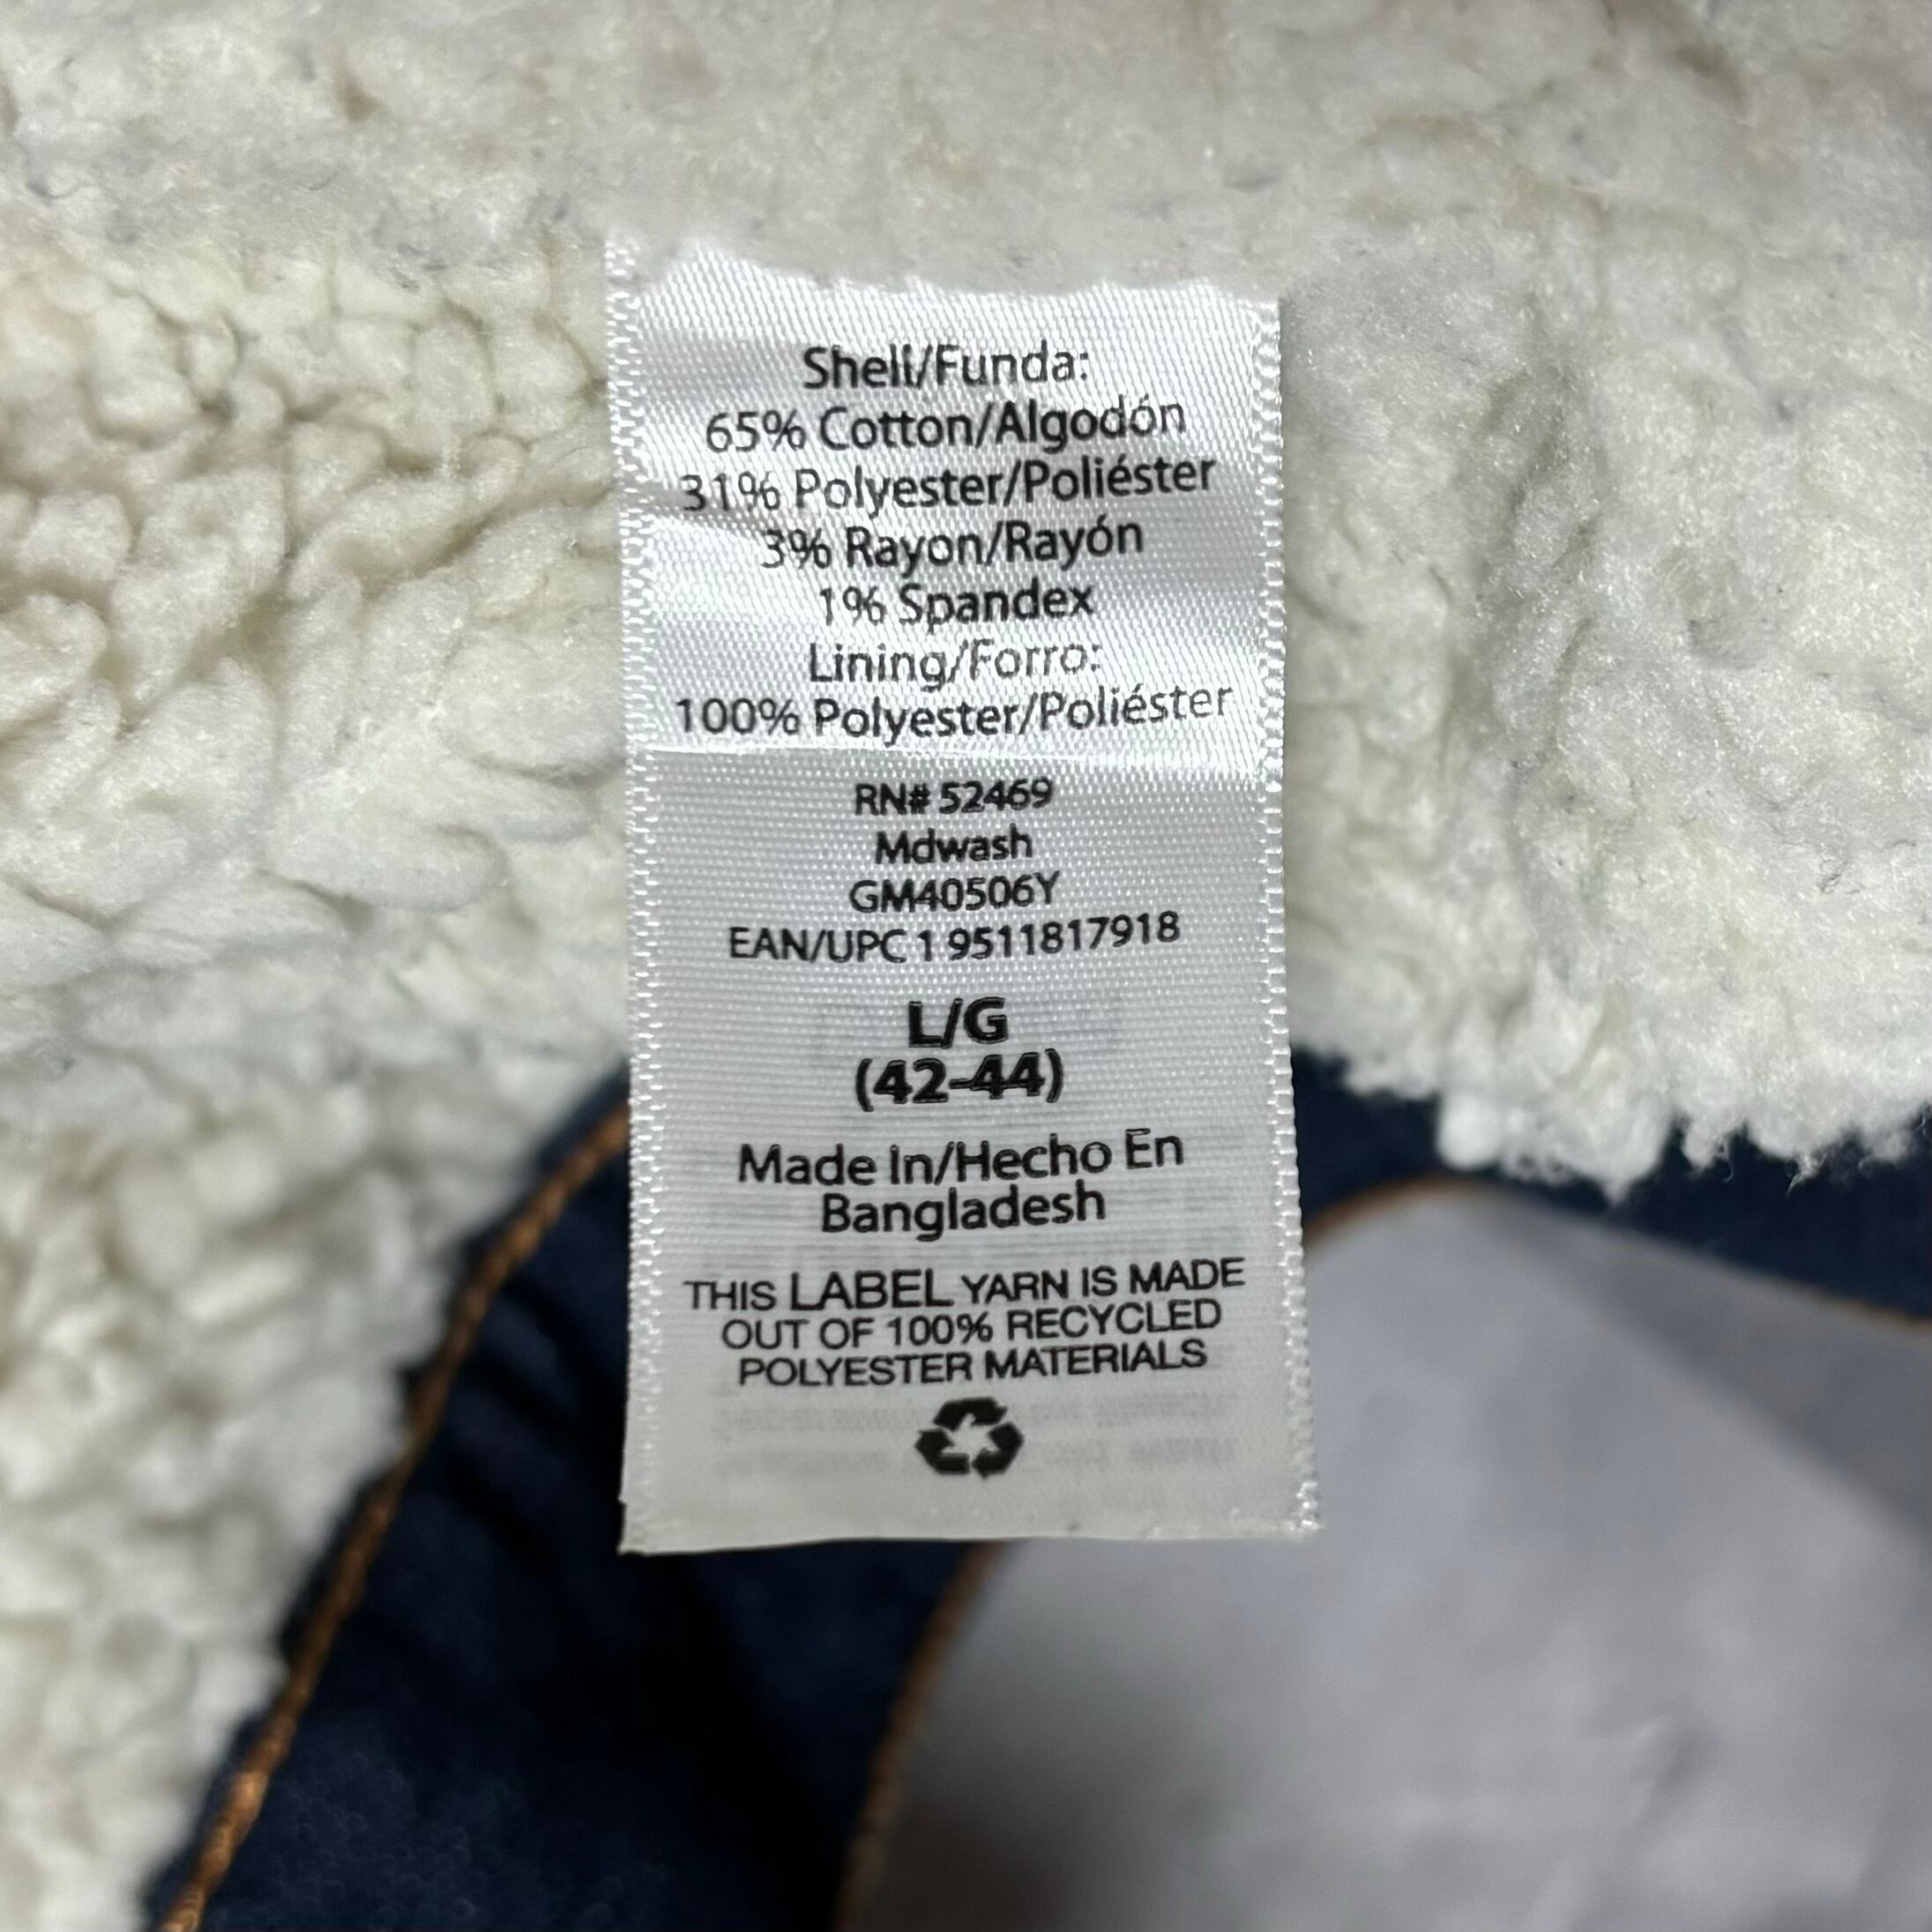 Shell/Funda:
65% Cotton/Algodón
31% Polyester/Poliéster
3% Rayon/Rayón
1% Spandex
Lining/Forro:
100% Polyester/Poliéster
RN# 52469
Mdwash
GM40506Y
EAN/UPC 1 9511817918
L/G
(42-44)
Made In/Hecho En
Bangladesh
THIS LABEL YARN IS MADE
OUT OF 100% RECYCLED
POLYESTER MATERIALS